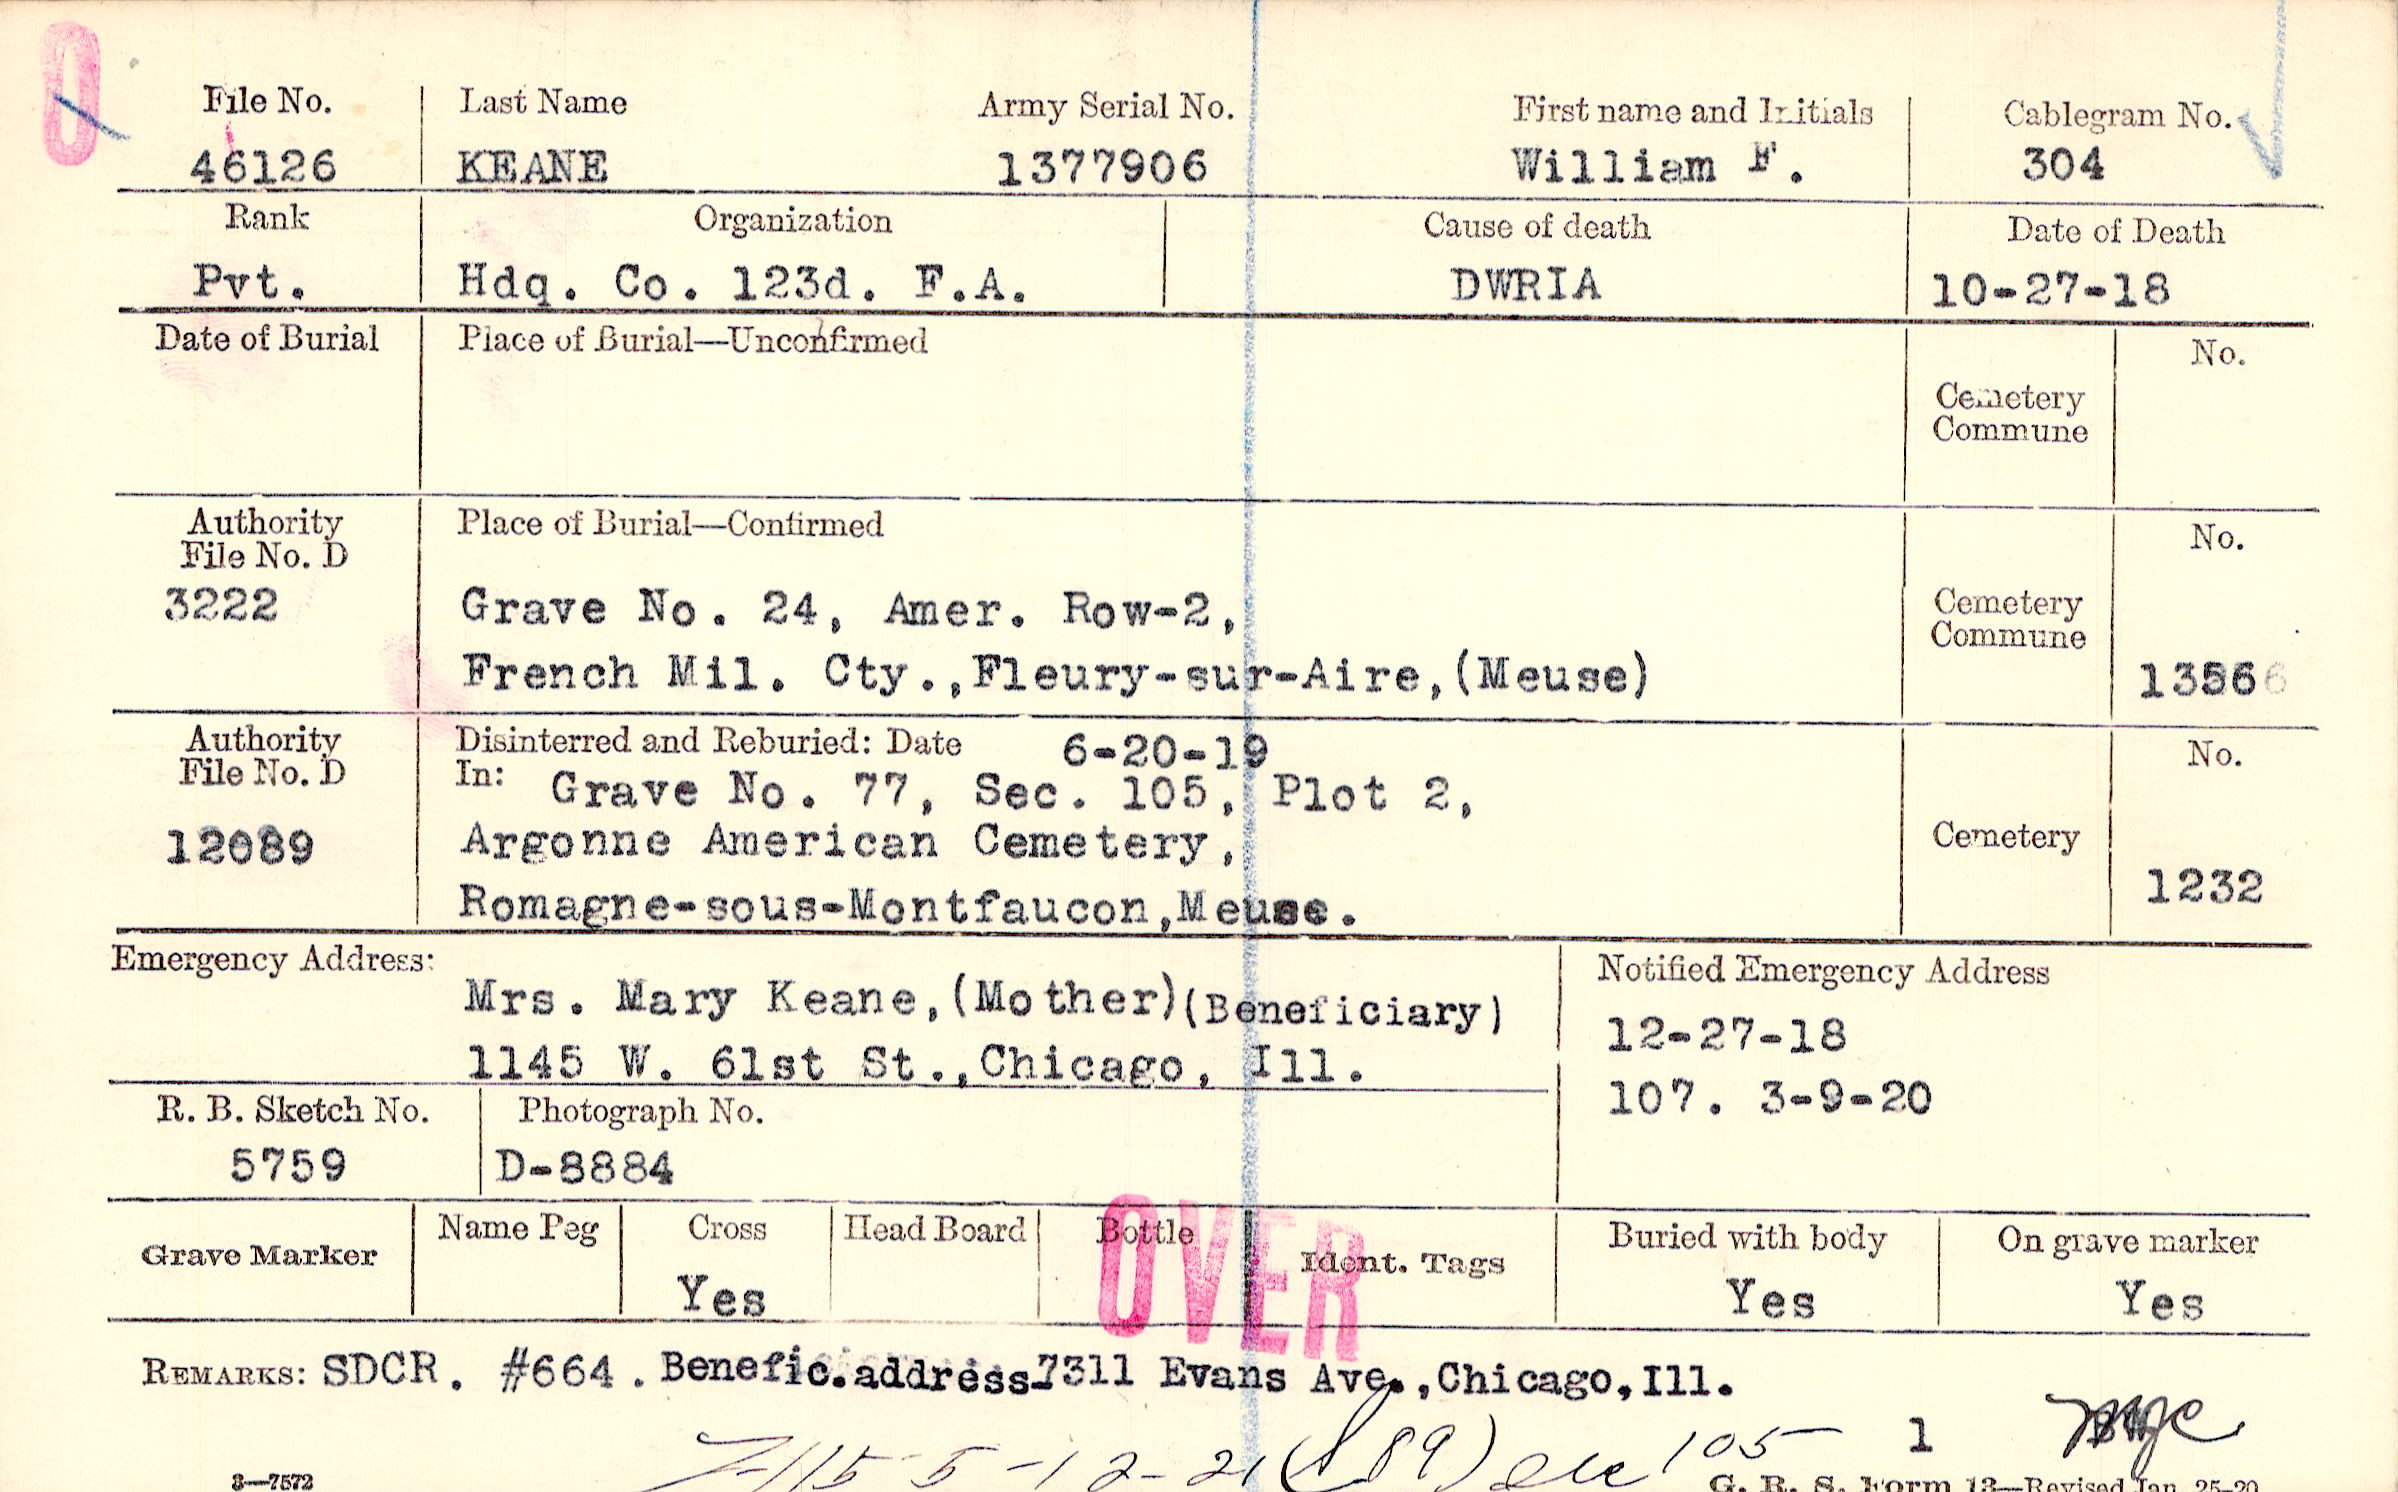 File No. Last Name Army Serial No. First name and Initials Cablegram No.
46126 KEANE 1377906 William F. 304
Rank Organization Cause of death Date of Death
Pvt. Hdq. Co. 123d. F.A. DWRIA 10-27-18
Date of Burial Place of Burial—Unconfirmed No.
Cemetery
Commune
Authority Place of Burial—Confirmed No.
File No. D
3222 Grave No. 24, Amer. Row-2, Cemetery
Commune
French Mil. Cty.,Fleury-sur-Aire,(Meuse)
Authority Disinterred and Reburied: Date 6-20-19 No.
File No. D In: Grave No. 77, Sec. 105, Plot 2,
12089 Argonne American Cemetery, Cemetery
Romagne-sous-Montfaucon,Meuse. 1232
Emergency Address: Notified Emergency Address
Mrs. Mary Keane,(Mother)(Beneficiary) 12-27-18
1145 W. 61st St.,Chicago, Ill. 107. 3-9-20
R. B. Sketch No. Photograph No.
5759 D-8884
Grave Marker Name Peg Cross Head Board Bottle Ident. Tags Buried with body On grave marker
Yes Yes Yes
OVER
REMARKS: SDCR. #664. Benefic.address-7311 Evans Ave.,Chicago,Ill.
105 1
3—7572 G. R. S. Form 13—Revised Jan. 25-20